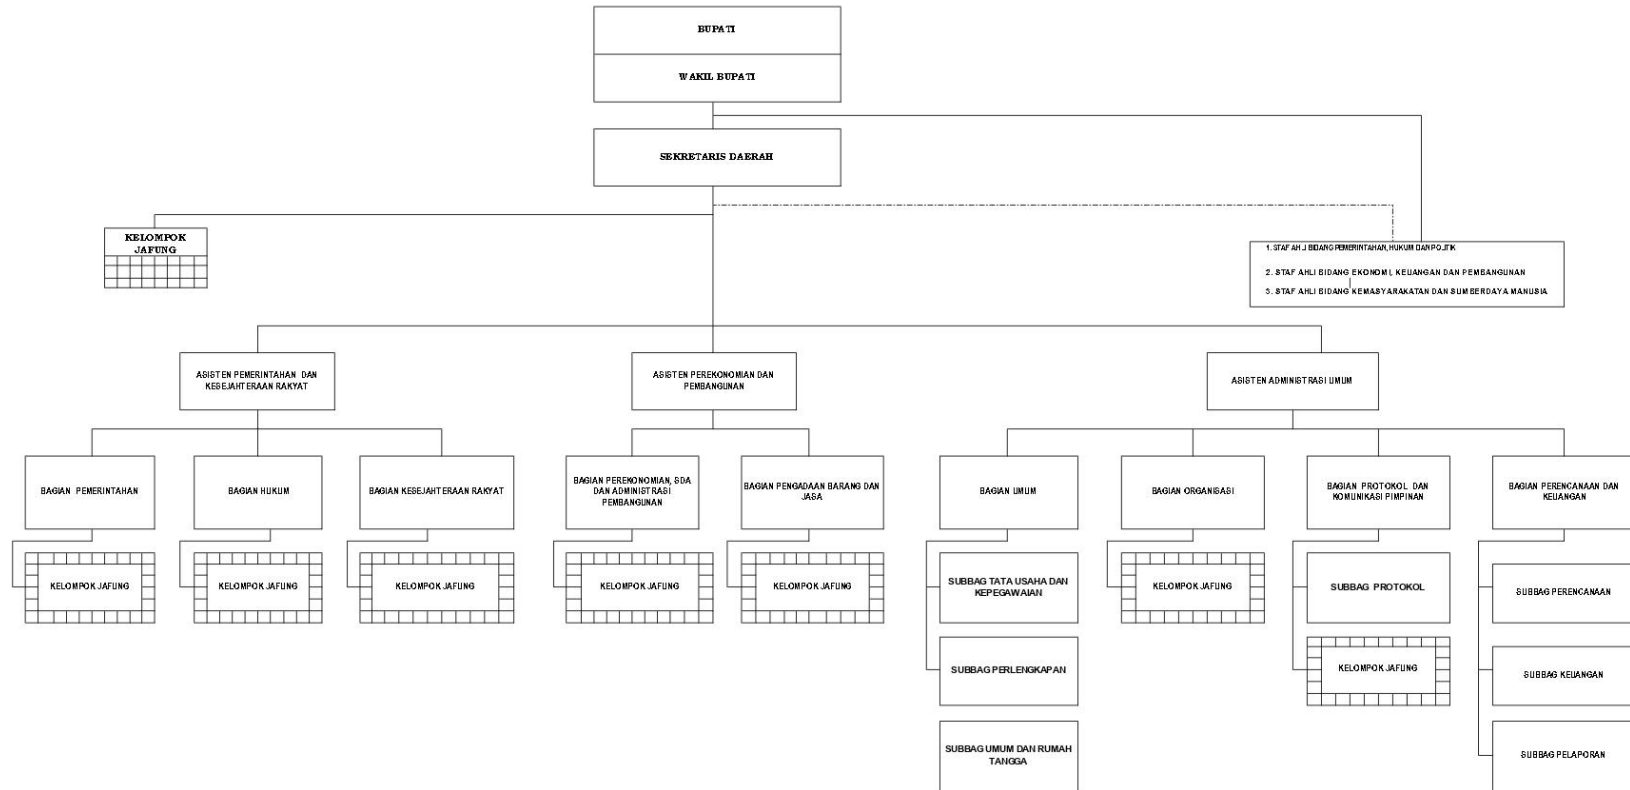 BUPATI
WAKIL BUPATI
SEKRETARIS DAERAH
KELOMPOK
JAFUNG
1. STAF AHLI BIDANG PEMERINTAHAN, HUKUM DAN POLITIK
2. STAF AHLI BIDANG EKONOMI, KEUANGAN DAN PEMBANGUNAN
3. STAF AHLI BIDANG KEMASYARAKATAN DAN SUMBERDAYA MANUSIA
ASISTEN PEMERINTAHAN DAN
KESEJAHTERAAN RAKYAT
ASISTEN PEREKONOMIAN DAN
PEMBANGUNAN
ASISTEN ADMINISTRASI UMUM
BAGIAN PEMERINTAHAN
BAGIAN HUKUM
BAGIAN KESEJAHTERAAN RAKYAT
BAGIAN PEREKONOMIAN, SDA
DAN ADMINISTRASI
PEMBANGUNAN
BAGIAN PENGADAAN BARANG DAN
JASA
BAGIAN UMUM
BAGIAN ORGANISASI
BAGIAN PROTOKOL DAN
KOMUNIKASI PIMPINAN
BAGIAN PERENCANAAN DAN
KEUANGAN
KELOMPOK JAFUNG
KELOMPOK JAFUNG
KELOMPOK JAFUNG
KELOMPOK JAFUNG
KELOMPOK JAFUNG
SUBBAG TATA USAHA DAN
KEPEGAWAIAN
KELOMPOK JAFUNG
SUBBAG PROTOKOL
SUBBAG PERENCANAAN
SUBBAG PERLENGKAPAN
KELOMPOK JAFUNG
SUBBAG KEUANGAN
SUBBAG UMUM DAN RUMAH
TANGGA
SUBBAG PELAPORAN